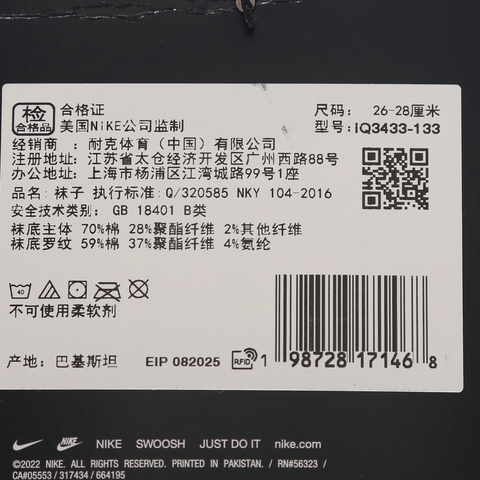 检 合格品
合格证
美国NiKE公司监制
尺码: 26-28厘米
型号: IQ3433-133
经销商 : 耐克体育（中国）有限公司
注册地址: 江苏省太仓经济开发区广州西路88号
办公地址: 上海市杨浦区江湾城路99号1座
品名: 袜子 执行标准: Q/320585 NKY 104-2016
安全技术类别: GB 18401 B类
袜底主体 70%棉 28%聚酯纤维 2%其他纤维
袜底罗纹 59%棉 37%聚酯纤维 4%氨纶
40
不可使用柔软剂
产地: 巴基斯坦 EIP 082025 RFID 1 98728 17146 8
NIKE SWOOSH JUST DO IT nike.com
©2022 NIKE. ALL RIGHTS RESERVED. PRINTED IN PAKISTAN. / RN#56323 /
CA#05553 / 317434 / 664195